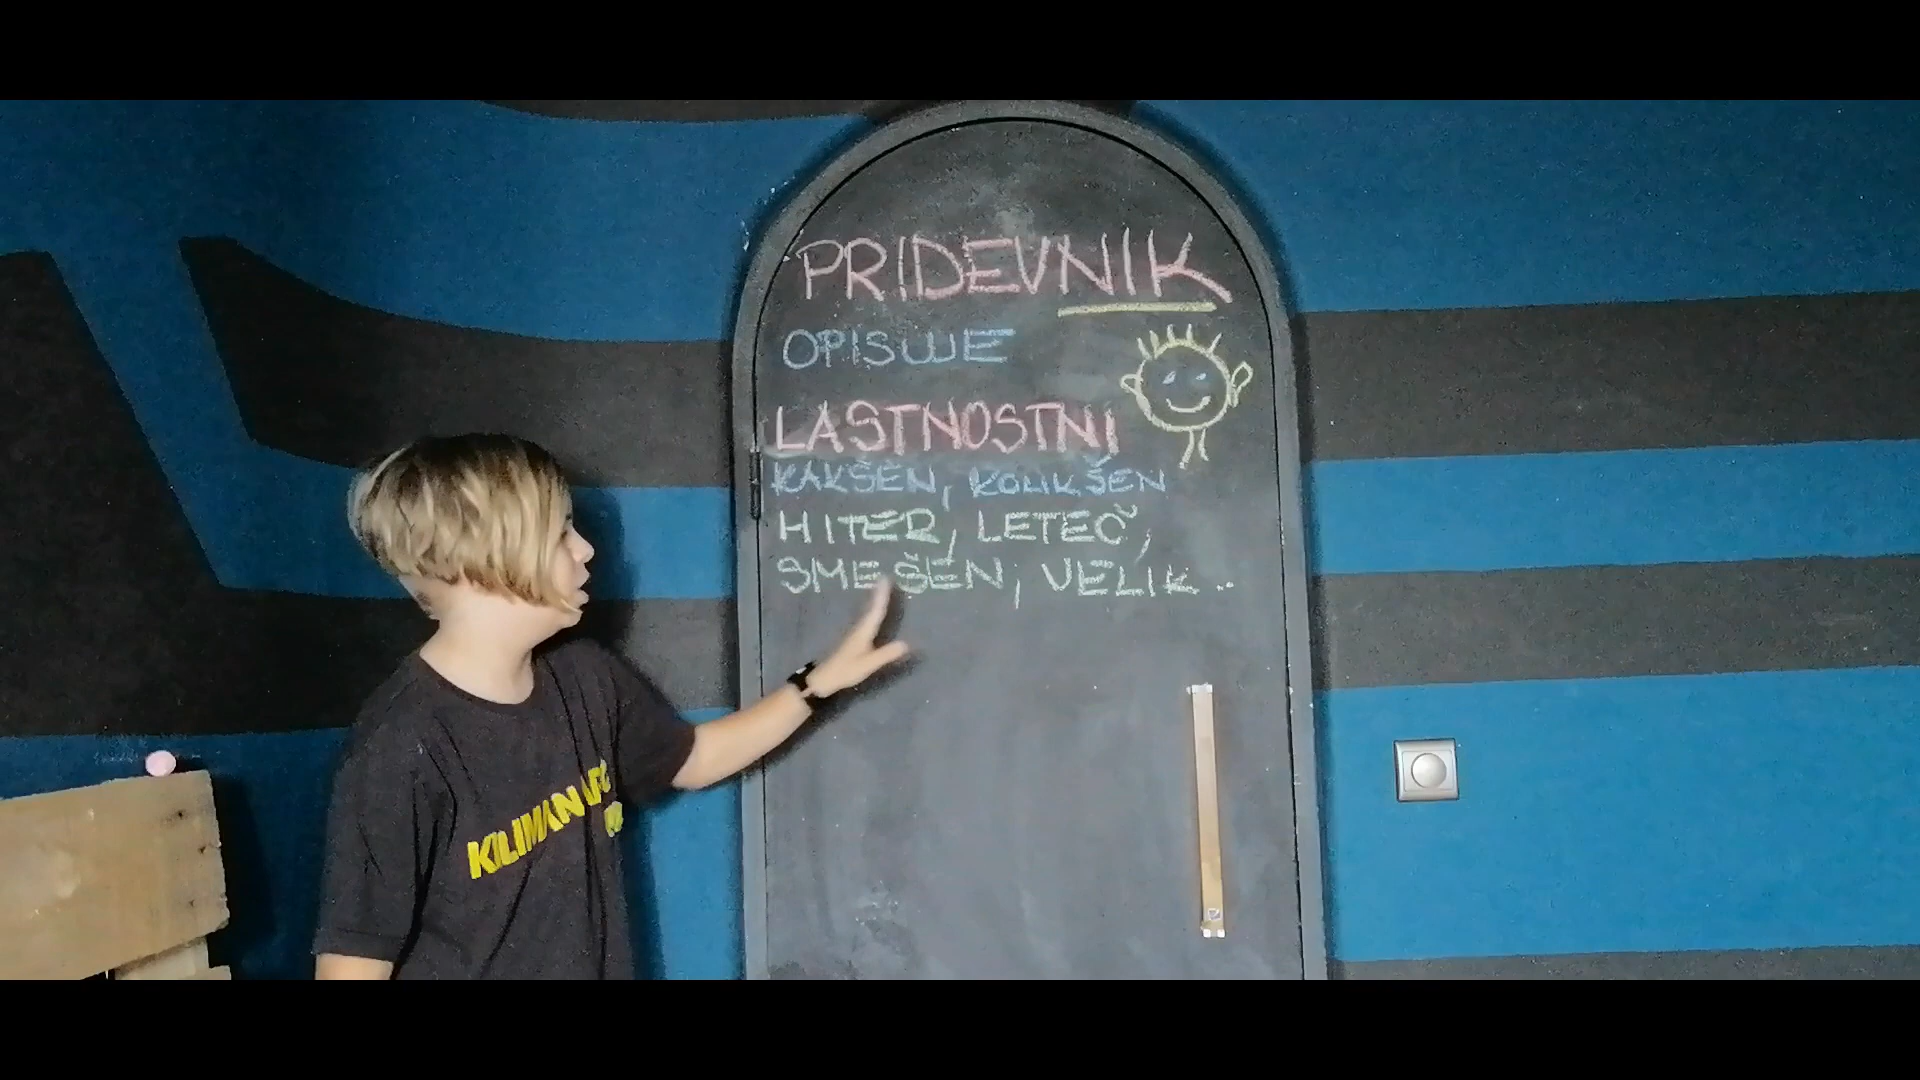 PRIDEVNIK
OPISUJE
LASTNOSTNI
KAKŠEN, KOLIKŠEN
HITER, LETEČ,
SMEŠEN, VELIK..